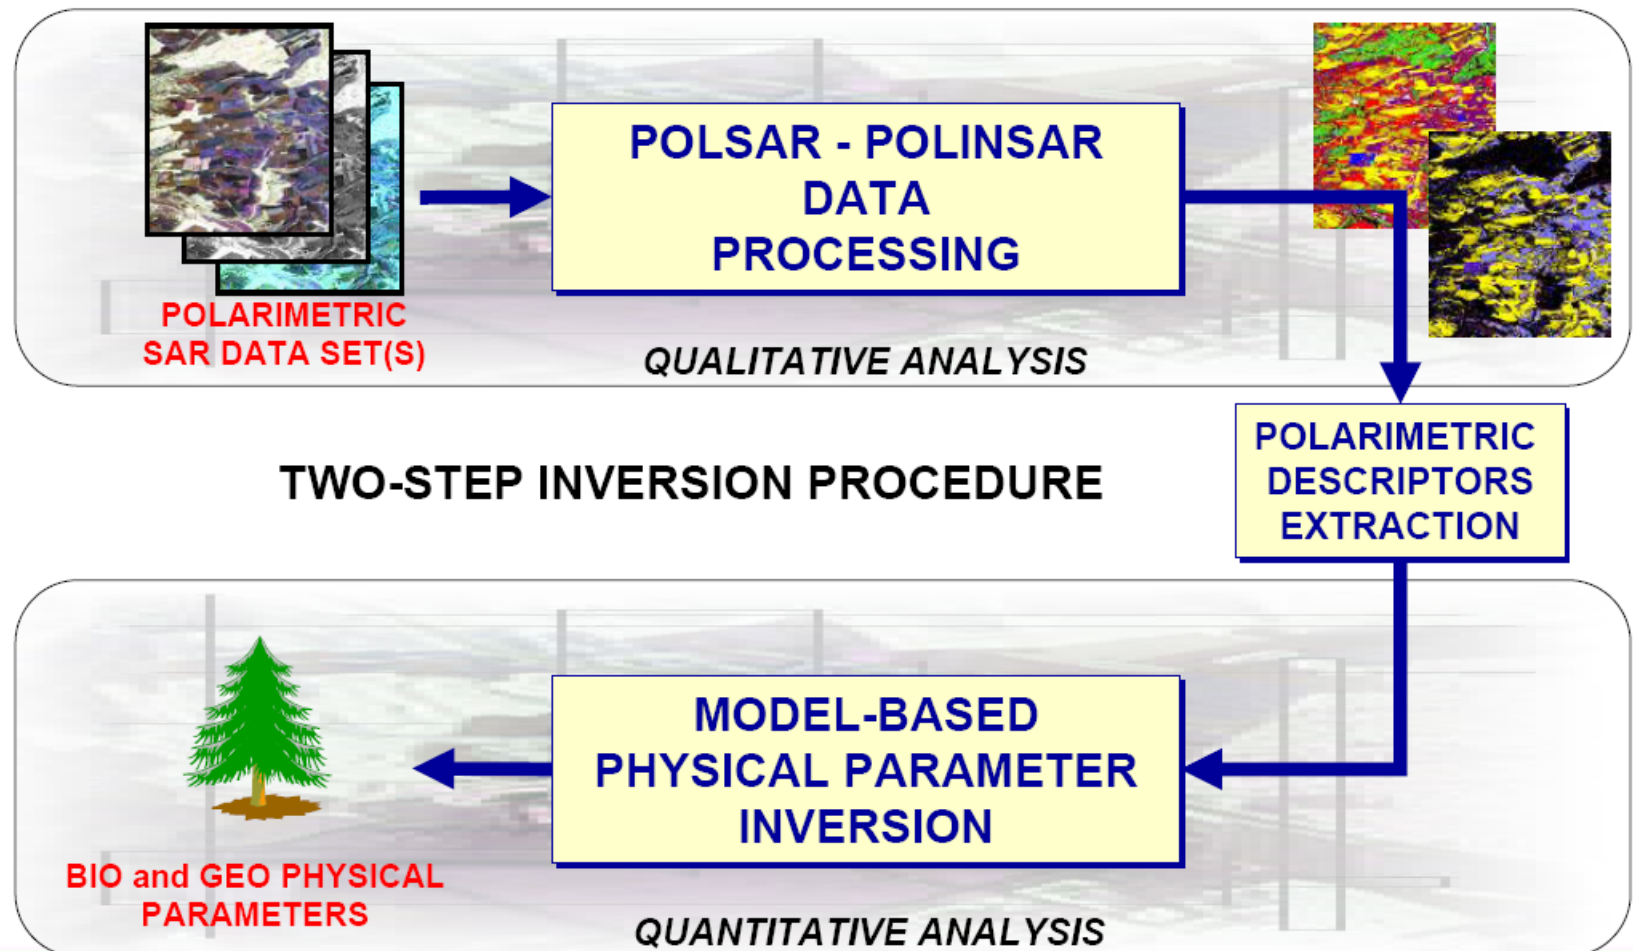 POLSAR - POLINSAR
DATA
PROCESSING
POLARIMETRIC
SAR DATA SET(S)
QUALITATIVE ANALYSIS
TWO-STEP INVERSION PROCEDURE
POLARIMETRIC
DESCRIPTORS
EXTRACTION
MODEL-BASED
PHYSICAL PARAMETER
INVERSION
BIO and GEO PHYSICAL
PARAMETERS
QUANTITATIVE ANALYSIS